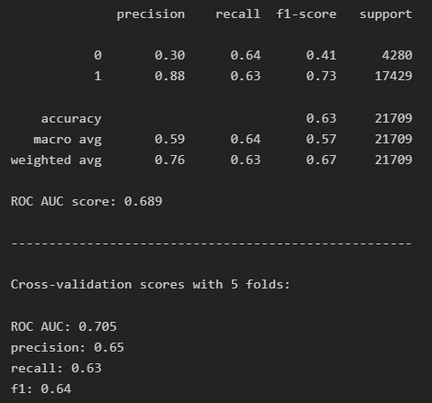 precision recall f1-score support
0 0.30 0.64 0.41 4280
1 0.88 0.63 0.73 17429
accuracy 0.63 21709
macro avg 0.59 0.64 0.57 21709
weighted avg 0.76 0.63 0.67 21709
ROC AUC score: 0.689
-----------------------------------------------------
Cross-validation scores with 5 folds:
ROC AUC: 0.705
precision: 0.65
recall: 0.63
f1: 0.64